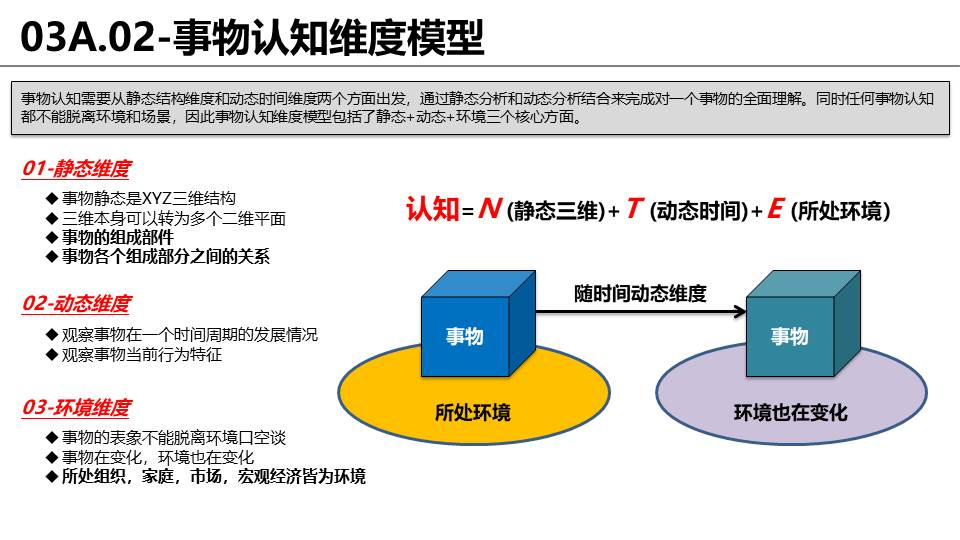 03A.02-事物认知维度模型
事物认知需要从静态结构维度和动态时间维度两个方面出发，通过静态分析和动态分析结合来完成对一个事物的全面理解。同时任何事物认知
都不能脱离环境和场景，因此事物认知维度模型包括了静态+动态+环境三个核心方面。
01-静态维度
◆事物静态是XYZ三维结构
◆三维本身可以转为多个二维平面
◆事物的组成部件
◆事物各个组成部分之间的关系
02-动态维度
◆观察事物在一个时间周期的发展情况
◆观察事物当前行为特征
03-环境维度
◆事物的表象不能脱离环境口空谈
◆事物在变化，环境也在变化
◆所处组织，家庭，市场，宏观经济皆为环境
认知=N (静态三维)+ T (动态时间)+ E (所处环境)
随时间动态维度
事物
事物
所处环境
环境也在变化